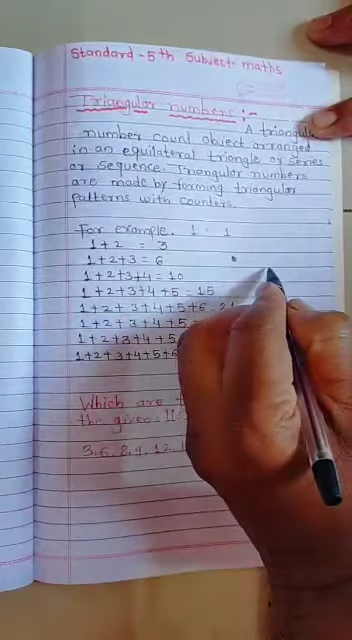 Standard - 5th Subject - maths
Triangular numbers :-
A triangula
number count object arranged
in an equilateral triangle or series
or sequence. Triangular numbers
are made by forming triangular
patterns with counters.
For example. 1 = 1
1 + 2 = 3
1 + 2 + 3 = 6
1 + 2 + 3 + 4 = 10
1 + 2 + 3 + 4 + 5 = 15
1 + 2 + 3 + 4 + 5 + 6 = 21
1 + 2 + 3 + 4 + 5
1 + 2 + 3 + 4 + 5
1 + 2 + 3 + 4 + 5 + 6
Which are
the given
3, 6, 8, 9, 12,